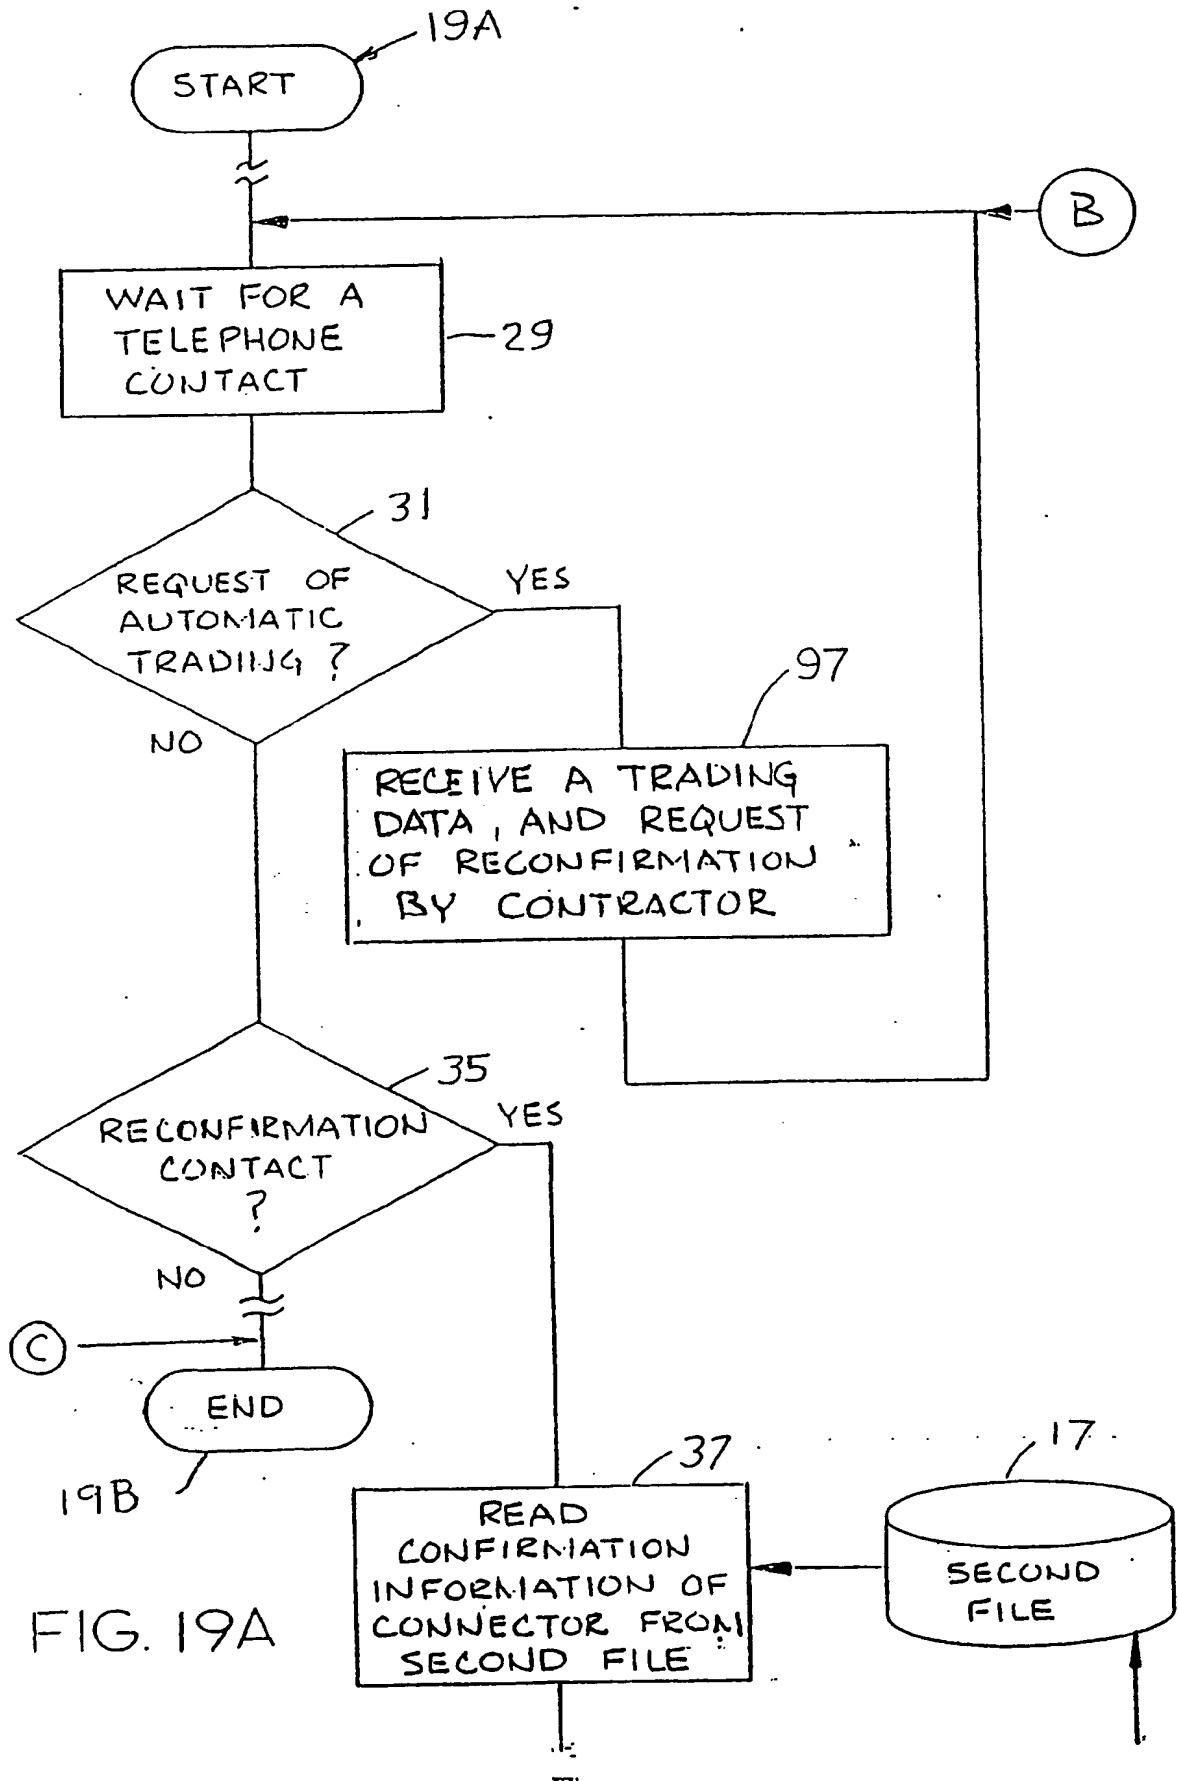 19A
START
B
WAIT FOR A
TELEPHONE
CONTACT
29
31
REQUEST OF
AUTOMATIC
TRADING ?
YES
NO
97
RECEIVE A TRADING
DATA, AND REQUEST
OF RECONFIRMATION
BY CONTRACTOR
35
RECONFIRMATION
CONTACT
?
YES
NO
C
END
19B
37
READ
CONFIRMATION
INFORMATION OF
CONNECTOR FROM
SECOND FILE
17
SECOND
FILE
FIG. 19A